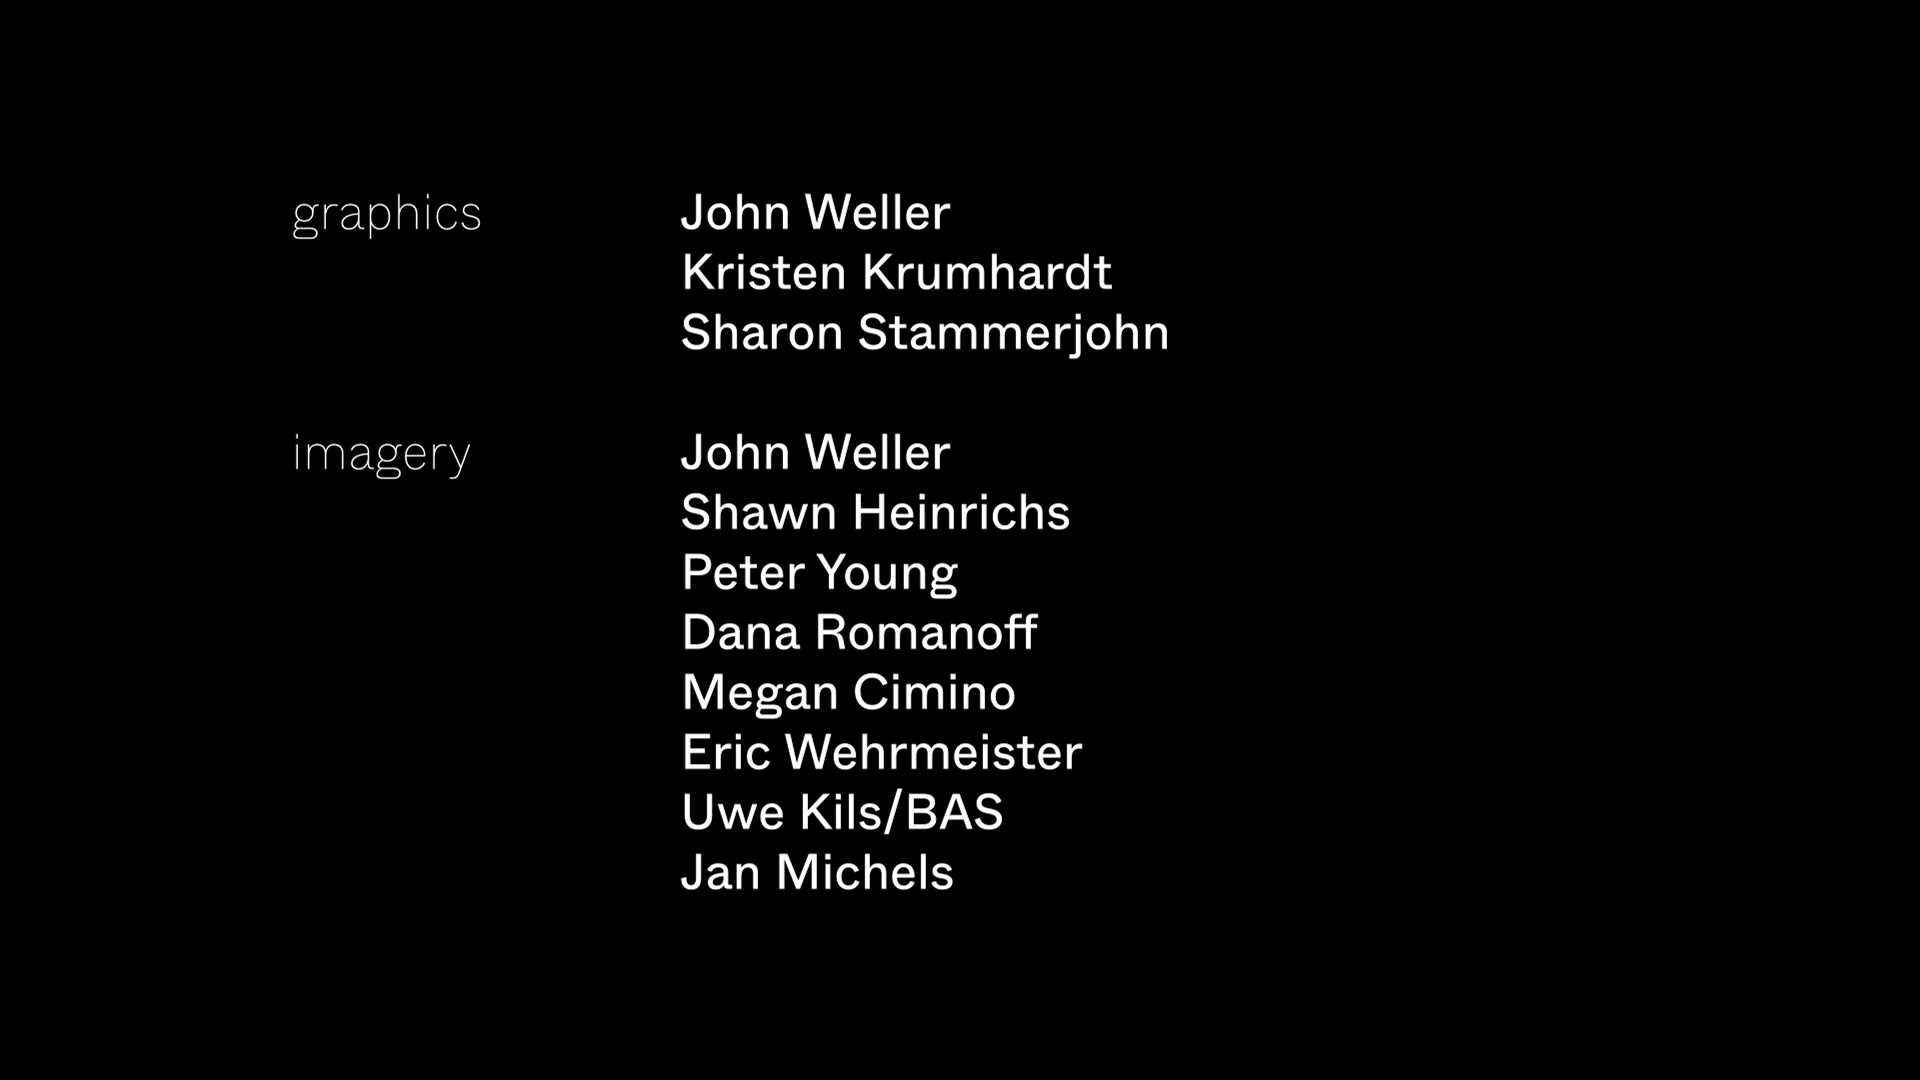 graphics John Weller
Kristen Krumhardt
Sharon Stammerjohn
imagery John Weller
Shawn Heinrichs
Peter Young
Dana Romanoff
Megan Cimino
Eric Wehrmeister
Uwe Kils/BAS
Jan Michels